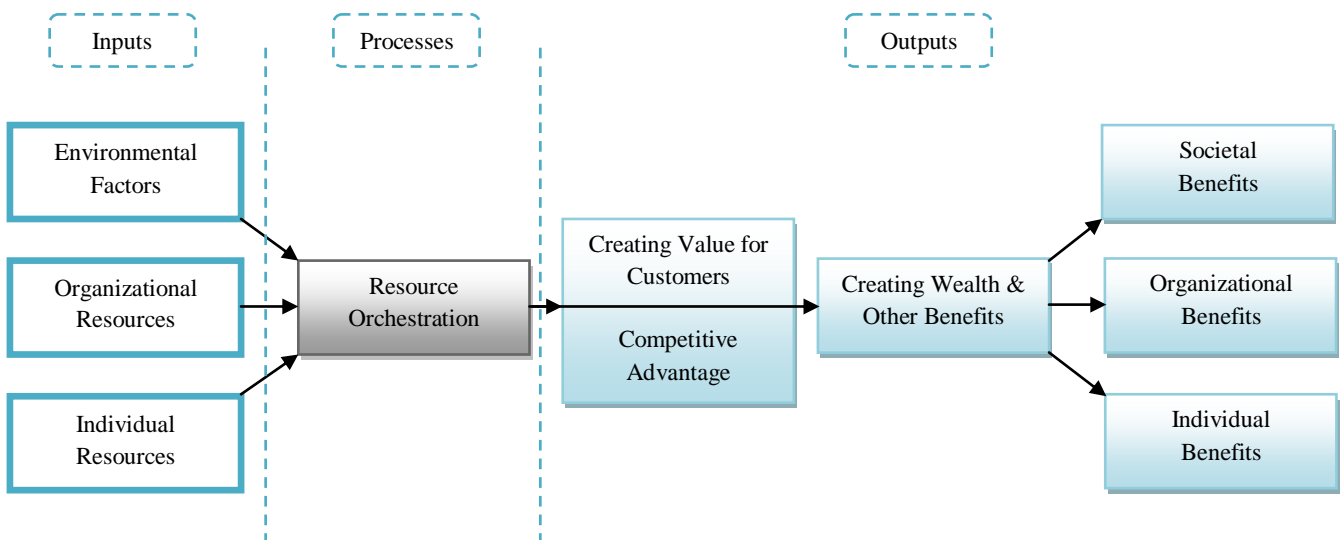 Inputs
Processes
Outputs
Environmental
Factors
Organizational
Resources
Individual
Resources
Resource
Orchestration
Creating Value for
Customers
Competitive
Advantage
Creating Wealth &
Other Benefits
Societal
Benefits
Organizational
Benefits
Individual
Benefits